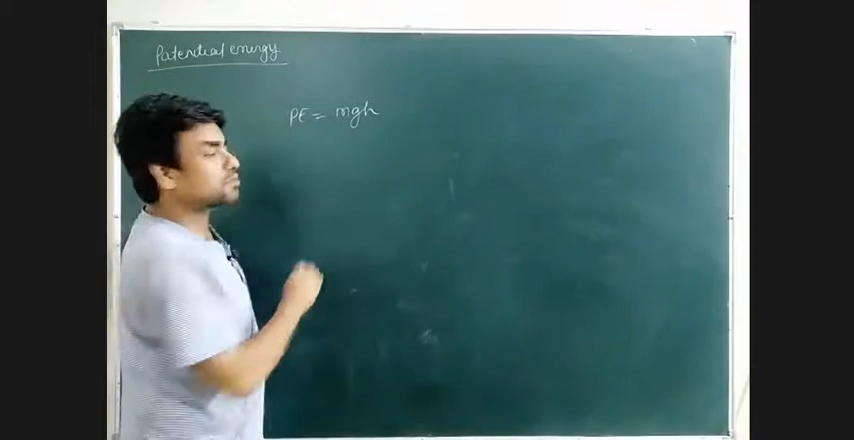 Potential energy
PE = mgh